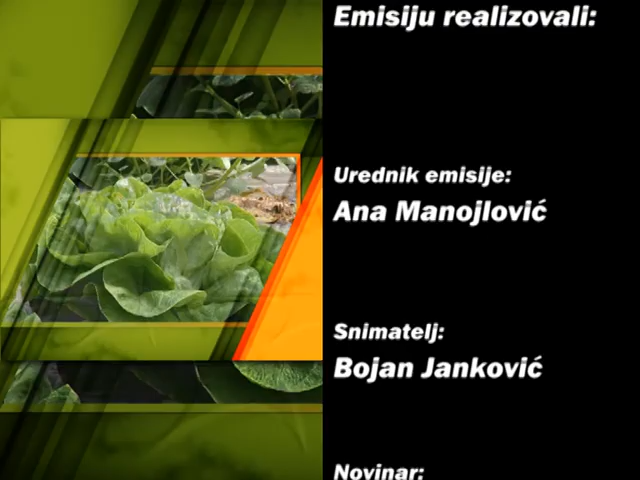 Emisiju realizovali:
Urednik emisije:
Ana Manojlović
Snimatelj:
Bojan Janković
Novinar: